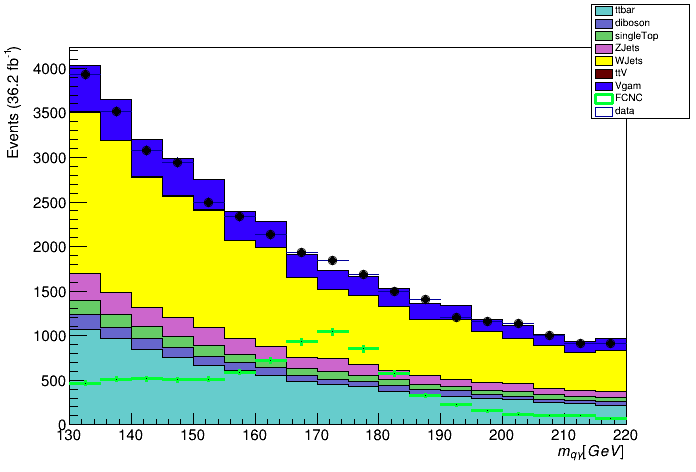 ttbar
diboson
singleTop
ZJets
WJets
ttV
Vgam
FCNC
data
Events (36.2 fb⁻¹)
4000
3500
3000
2500
2000
1500
1000
500
0
130 140 150 160 170 180 190 200 210 220
m_qγ[GeV]